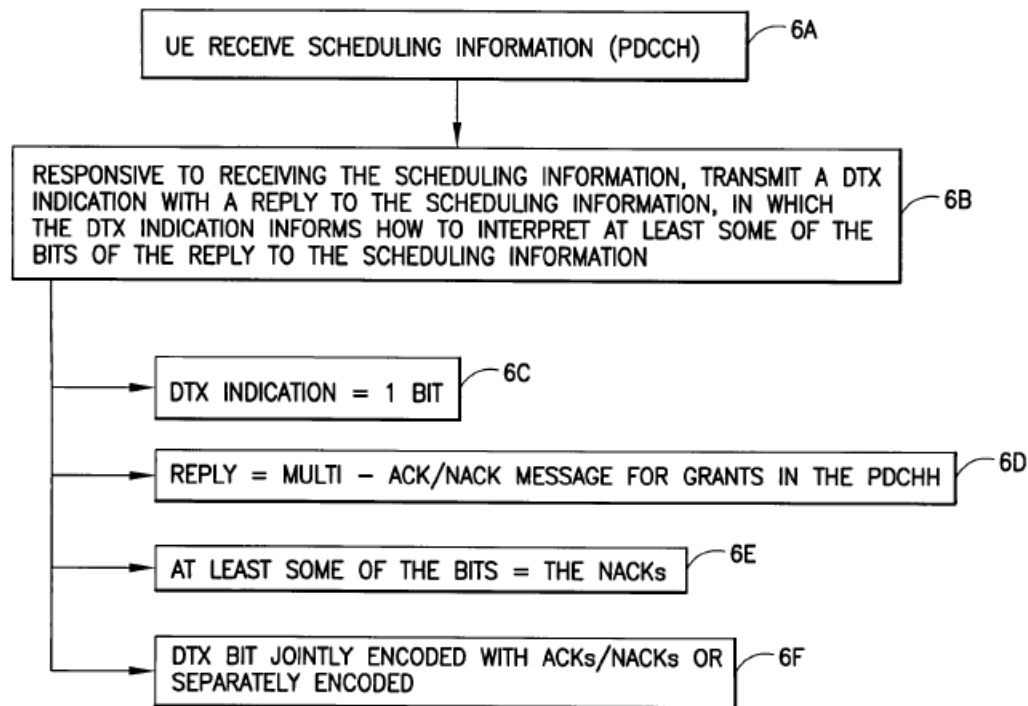 UE RECEIVE SCHEDULING INFORMATION (PDCCH)
6A
RESPONSIVE TO RECEIVING THE SCHEDULING INFORMATION, TRANSMIT A DTX
INDICATION WITH A REPLY TO THE SCHEDULING INFORMATION, IN WHICH
THE DTX INDICATION INFORMS HOW TO INTERPRET AT LEAST SOME OF THE
BITS OF THE REPLY TO THE SCHEDULING INFORMATION
6B
DTX INDICATION = 1 BIT
6C
REPLY = MULTI - ACK/NACK MESSAGE FOR GRANTS IN THE PDCHH
6D
AT LEAST SOME OF THE BITS = THE NACKs
6E
DTX BIT JOINTLY ENCODED WITH ACKs/NACKs OR
SEPARATELY ENCODED
6F